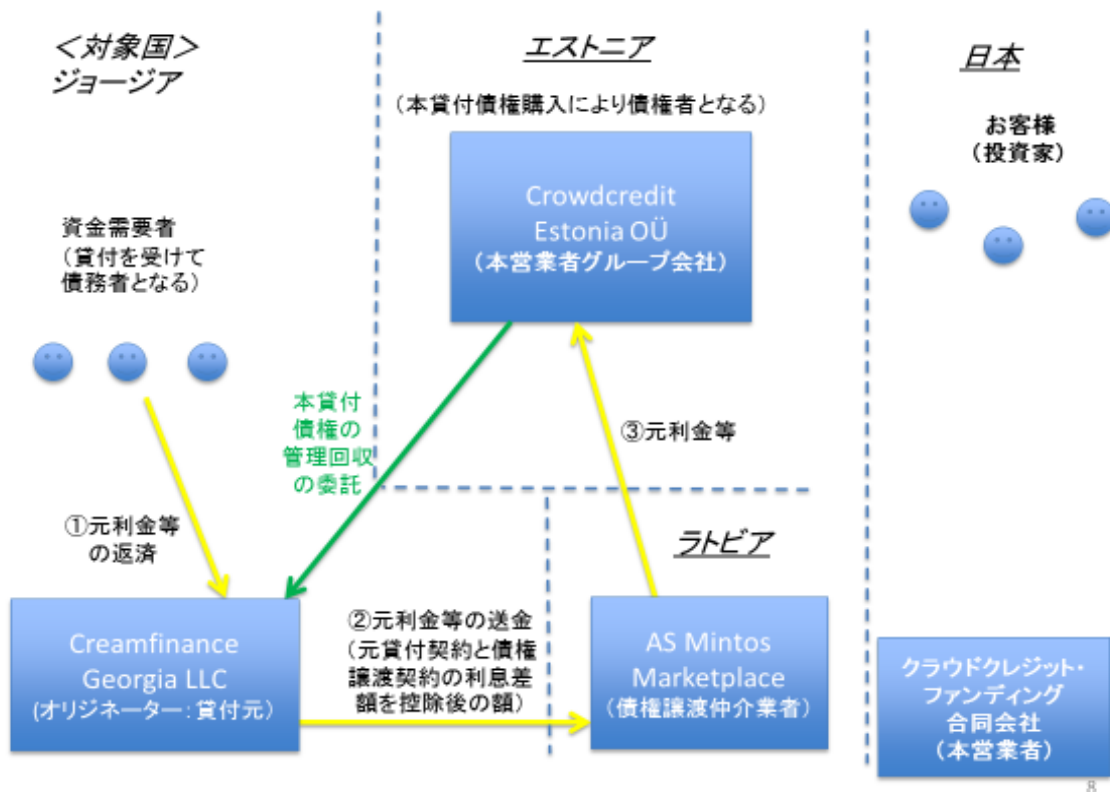 ＜対象国＞
ジョージア
資金需要者
（貸付を受けて
債務者となる）
①元利金等
の返済
Creamfinance
Georgia LLC
(オリジネーター：貸付元）
エストニア
（本貸付債権購入により債権者となる）
Crowdcredit
Estonia OÜ
（本営業者グループ会社）
本貸付
債権の
管理回収
の委託
③元利金等
②元利金等の送金
（元貸付契約と債権
譲渡契約の利息差
額を控除後の額）
ラトビア
AS Mintos
Marketplace
（債権譲渡仲介業者）
日本
お客様
（投資家）
クラウドクレジット・
ファンディング
合同会社
（本営業者）
8